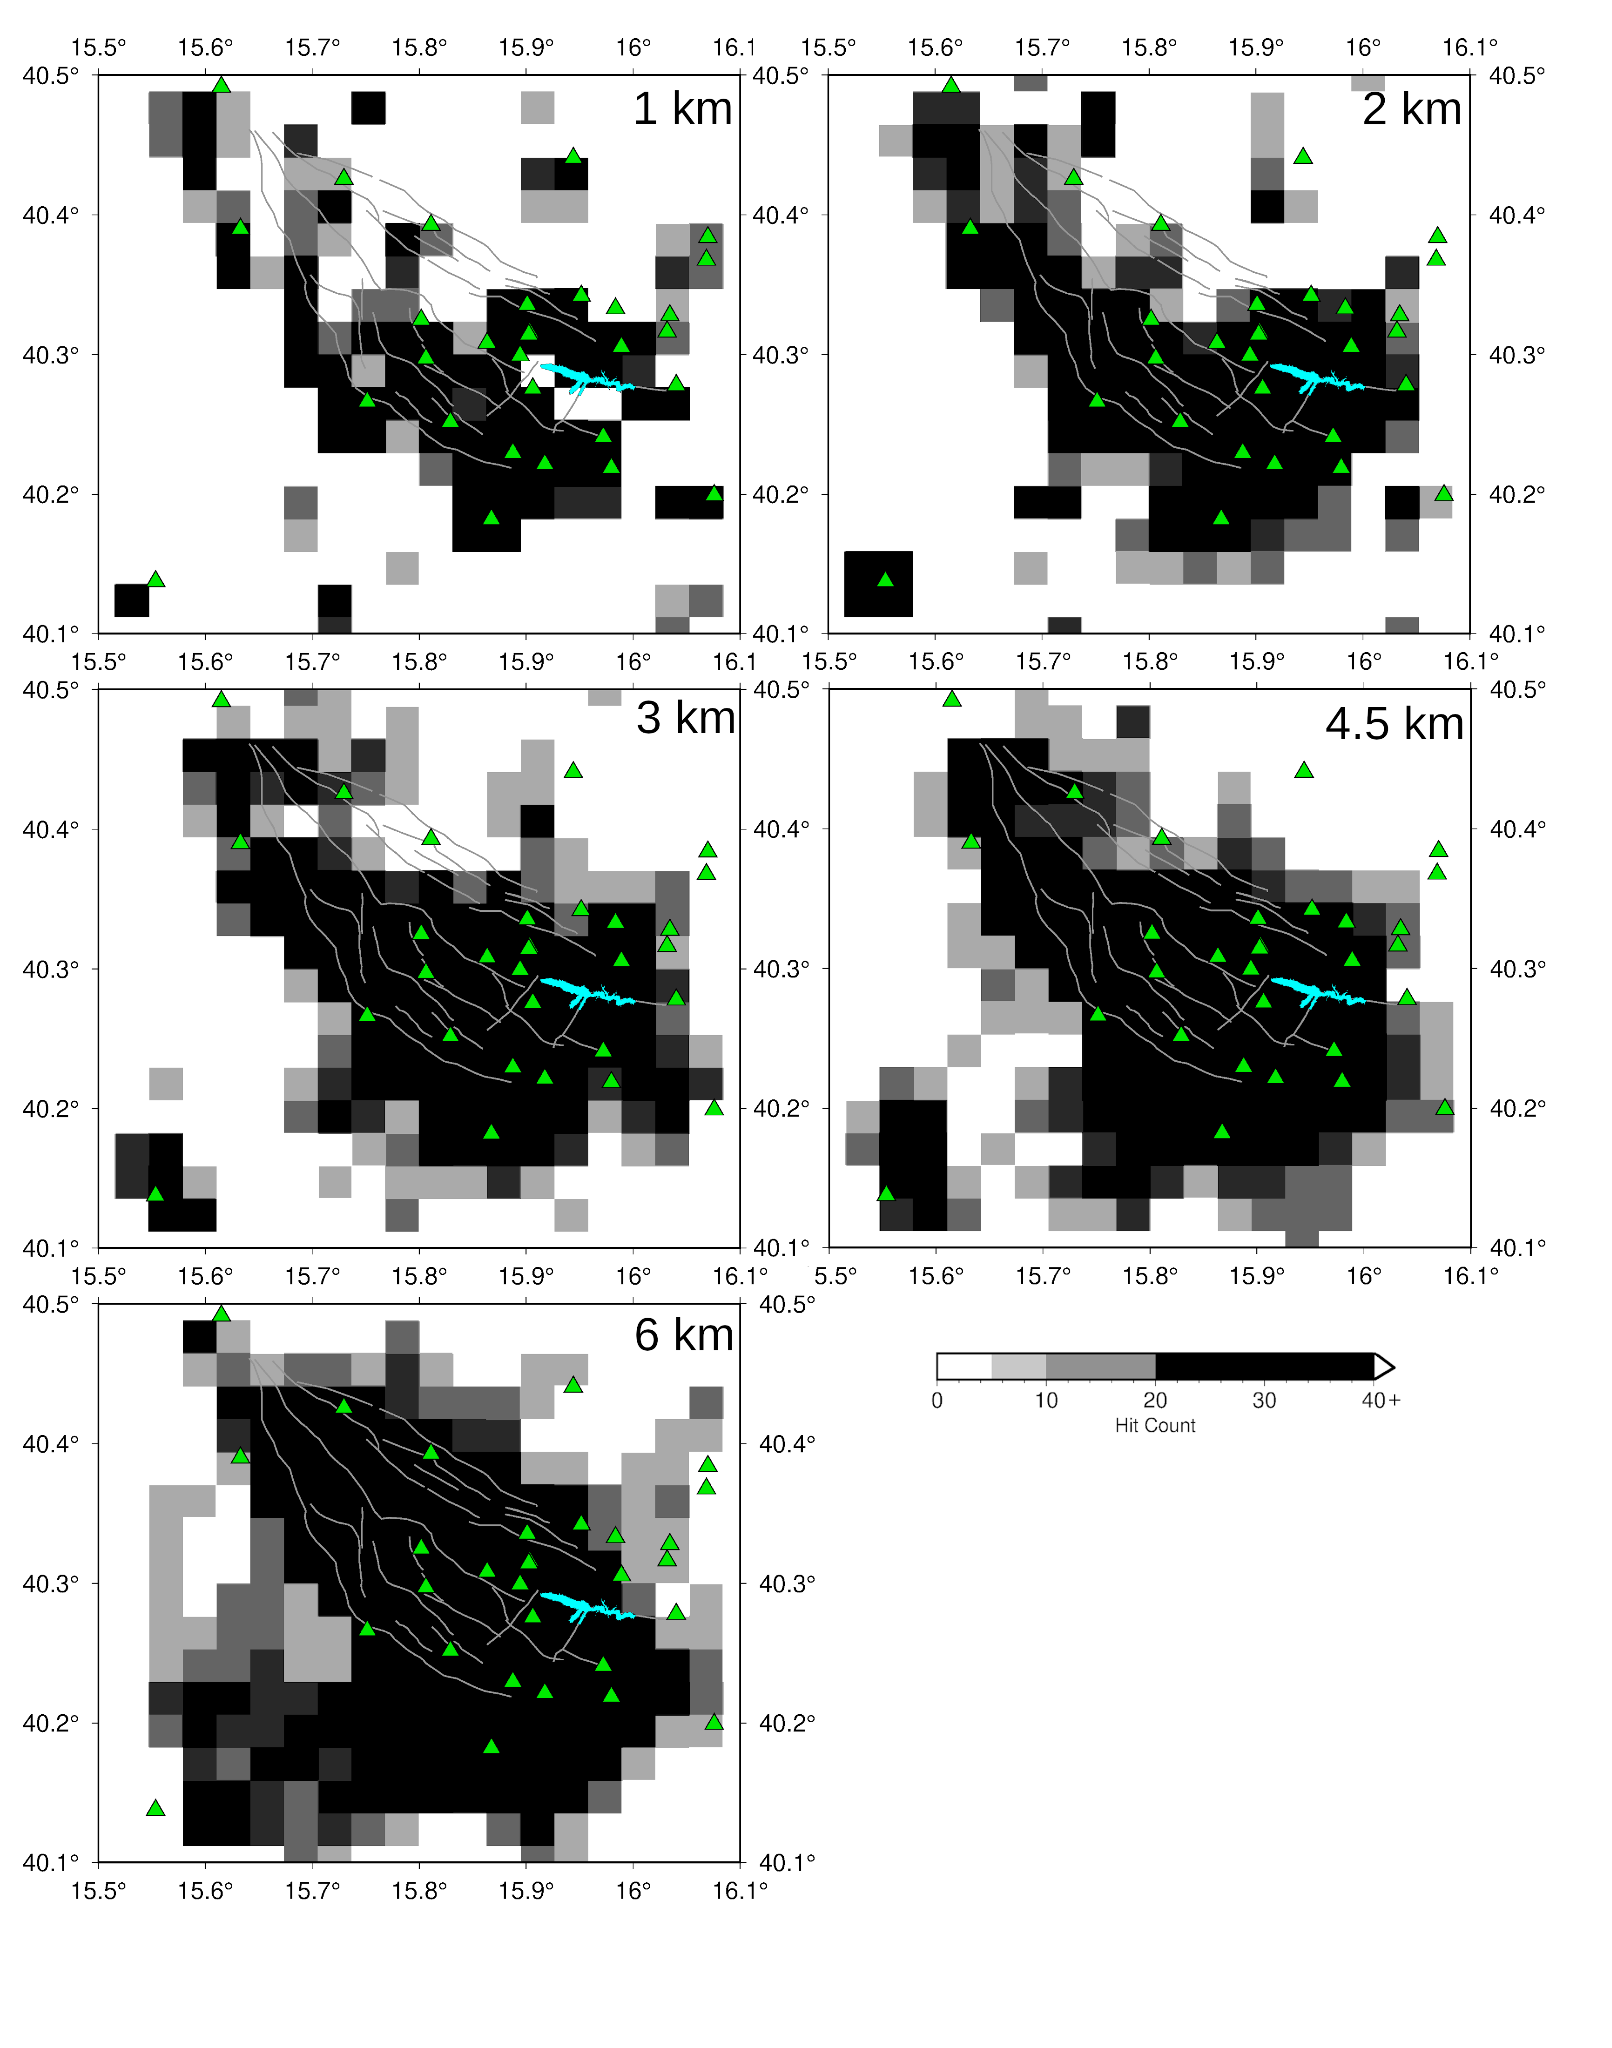 15.5° 15.6° 15.7° 15.8° 15.9° 16° 16.1 15.5° 15.6° 15.7° 15.8° 15.9° 16° 16.1°
40.5° 40.5° 40.5°
1 km 2 km
40.4° 40.4° 40.4°
40.3° 40.3° 40.3°
40.2° 40.2° 40.2°
40.1° 40.1° 40.1°
15.5° 15.6° 15.7° 15.8° 15.9° 16° 16.1 15.5° 15.6° 15.7° 15.8° 15.9° 16° 16.1°
40.5° 40.5° 40.5°
3 km 4.5 km
40.4° 40.4° 40.4°
40.3° 40.3° 40.3°
40.2° 40.2° 40.2°
40.1° 40.1° 40.1°
15.5° 15.6° 15.7° 15.8° 15.9° 16° 16.1° 5.5° 15.6° 15.7° 15.8° 15.9° 16° 16.1°
40.5° 40.5°
6 km
40.4° 40.4°
40.3° 40.3°
40.2° 40.2°
40.1° 40.1°
15.5° 15.6° 15.7° 15.8° 15.9° 16° 16.1°
0 10 20 30 40+
Hit Count